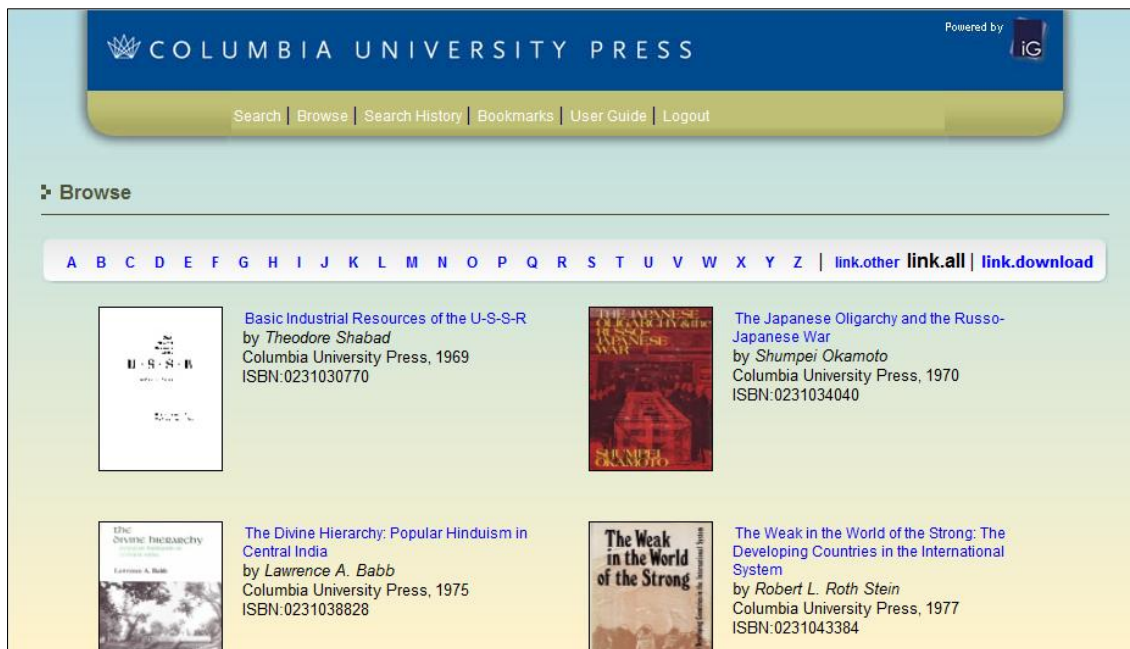 COLUMBIA UNIVERSITY PRESS
Powered by
iG
Search | Browse | Search History | Bookmarks | User Guide | Logout
Browse
A B C D E F G H I J K L M N O P Q R S T U V W X Y Z | link.other link.all | link.download
U·S·S·R
Basic Industrial Resources of the U-S-S-R
by Theodore Shabad
Columbia University Press, 1969
ISBN:0231030770
THE JAPANESE
OLIGARCHY & the
RUSSO-
JAPANESE
WAR
SHUMPEI
OKAMOTO
The Japanese Oligarchy and the Russo-
Japanese War
by Shumpei Okamoto
Columbia University Press, 1970
ISBN:0231034040
the
divine hierarchy
Lawrence A. Babb
The Divine Hierarchy: Popular Hinduism in
Central India
by Lawrence A. Babb
Columbia University Press, 1975
ISBN:0231038828
The Weak
in the World
of the Strong
Developing Countries in the International System
The Weak in the World of the Strong: The
Developing Countries in the International
System
by Robert L. Roth Stein
Columbia University Press, 1977
ISBN:0231043384